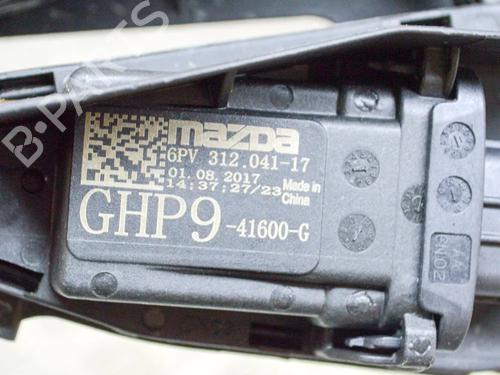 B-PARTS
mazda
6PV 312.041-17
01.08.2017
14:37:27/23
Made in
China
GHP9 -41600-G